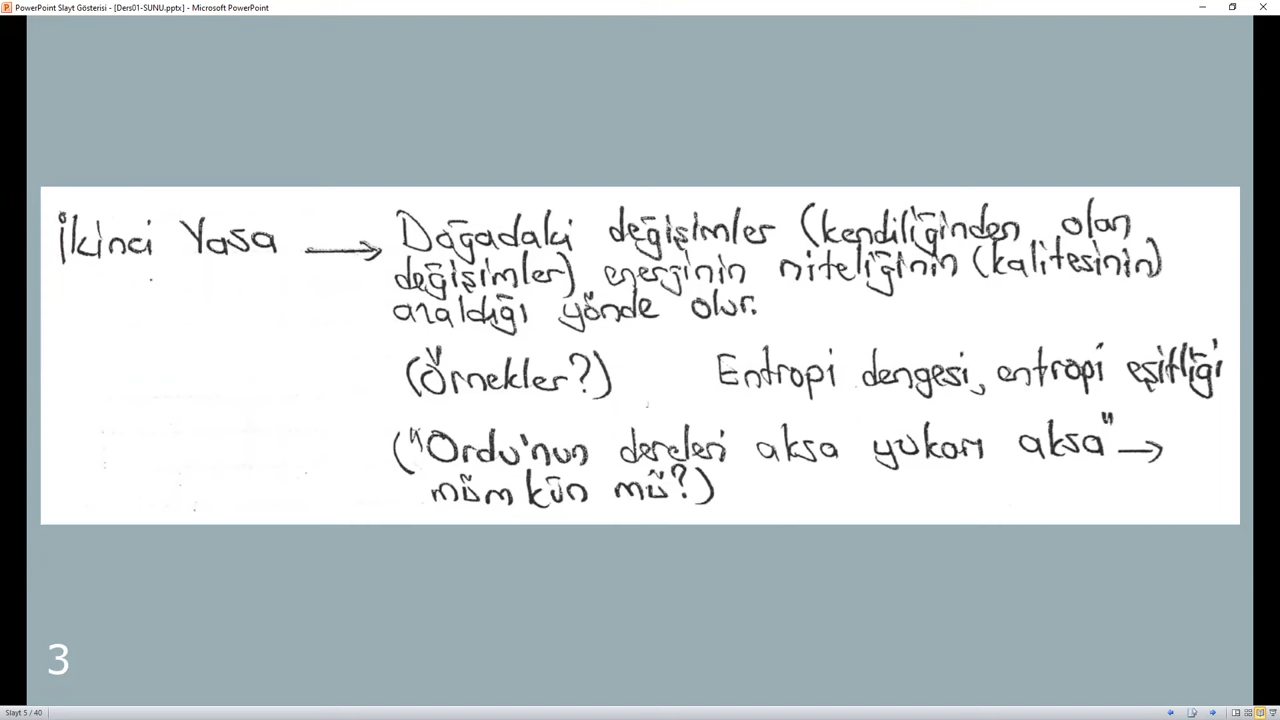 PowerPoint Slayt Gösterisi - [Ders01-SUNU.pptx] - Microsoft PowerPoint
İkinci Yasa → Doğadaki değişimler (kendiliğinden olan
değişimler) enerjinin niteliğinin (kalitesinin)
azaldığı yönde olur.
(Örnekler?) Entropi dengesi, entropi eşitliği
("Ordu'nun dereleri aksa yukarı aksa" →
mümkün mü?)
3
Slayt 5 / 40